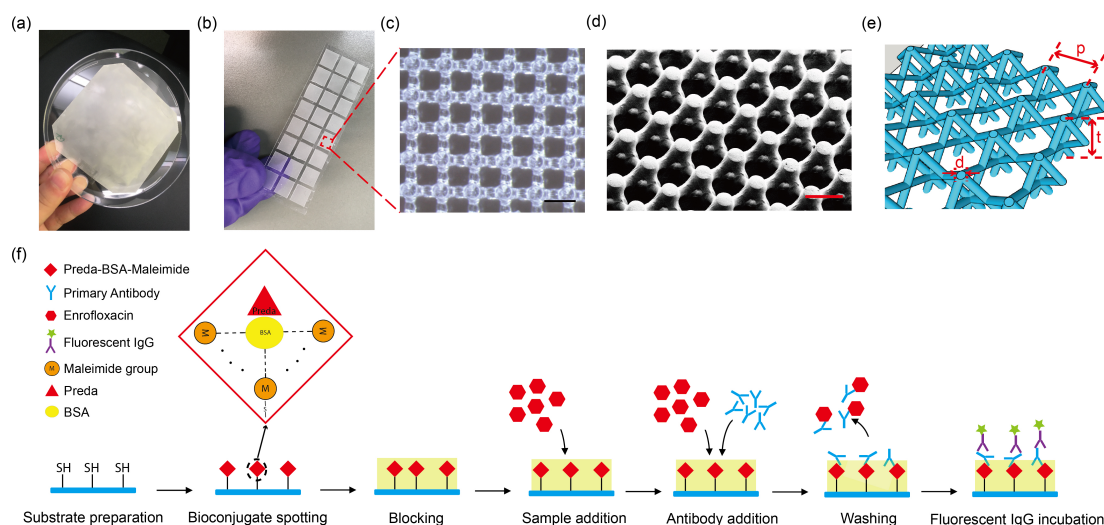 (a)
(b)
(c)
(d)
(e)
p
t
d
(f)
Preda-BSA-Maleimide
Primary Antibody
Enrofloxacin
Fluorescent IgG
M
Maleimide group
Preda
BSA
Preda
BSA
M
M
M
S
SH SH SH
Substrate preparation
Bioconjugate spotting
Blocking
Sample addition
Antibody addition
Washing
Fluorescent IgG incubation